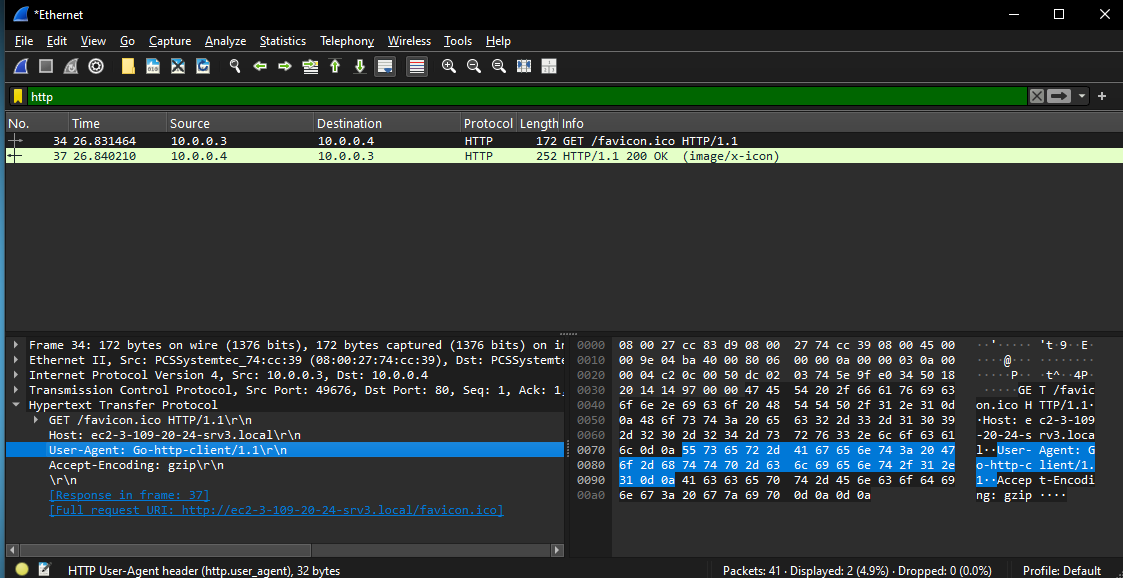 *Ethernet
File Edit View Go Capture Analyze Statistics Telephony Wireless Tools Help
http
No. Time Source Destination Protocol Length Info
34 26.831464 10.0.0.3 10.0.0.4 HTTP 172 GET /favicon.ico HTTP/1.1
37 26.840210 10.0.0.4 10.0.0.3 HTTP 252 HTTP/1.1 200 OK (image/x-icon)
Frame 34: 172 bytes on wire (1376 bits), 172 bytes captured (1376 bits) on in
Ethernet II, Src: PCSSystemtec_74:cc:39 (08:00:27:74:cc:39), Dst: PCSSystemte
Internet Protocol Version 4, Src: 10.0.0.3, Dst: 10.0.0.4
Transmission Control Protocol, Src Port: 49676, Dst Port: 80, Seq: 1, Ack: 1,
Hypertext Transfer Protocol
GET /favicon.ico HTTP/1.1\r\n
Host: ec2-3-109-20-24-srv3.local\r\n
User-Agent: Go-http-client/1.1\r\n
Accept-Encoding: gzip\r\n
\r\n
[Response in frame: 37]
[Full request URI: http://ec2-3-109-20-24-srv3.local/favicon.ico]
0000 08 00 27 cc 83 d9 08 00 27 74 cc 39 08 00 45 00 ··'····· 't·9··E·
0010 00 9e 04 ba 40 00 80 06 00 00 0a 00 00 03 0a 00 ····@··· ········
0020 00 04 c2 0c 00 50 dc 02 03 74 5e 9f e0 34 50 18 ·····P·· ·t^··4P·
0030 20 14 14 97 00 00 47 45 54 20 2f 66 61 76 69 63 ·····GE T /favic
0040 6f 6e 2e 69 63 6f 20 48 54 54 50 2f 31 2e 31 0d on.ico H TTP/1.1·
0050 0a 48 6f 73 74 3a 20 65 63 32 2d 33 2d 31 30 39 ·Host: e c2-3-109
0060 2d 32 30 2d 32 34 2d 73 72 76 33 2e 6c 6f 63 61 -20-24-s rv3.loca
0070 6c 0d 0a 55 73 65 72 2d 41 67 65 6e 74 3a 20 47 l··User- Agent: G
0080 6f 2d 68 74 74 70 2d 63 6c 69 65 6e 74 2f 31 2e o-http-c lient/1.
0090 31 0d 0a 41 63 63 65 70 74 2d 45 6e 63 6f 64 69 1··Accep t-Encodi
00a0 6e 67 3a 20 67 7a 69 70 0d 0a 0d 0a ng: gzip ····
HTTP User-Agent header (http.user_agent), 32 bytes Packets: 41 · Displayed: 2 (4.9%) · Dropped: 0 (0.0%) Profile: Default